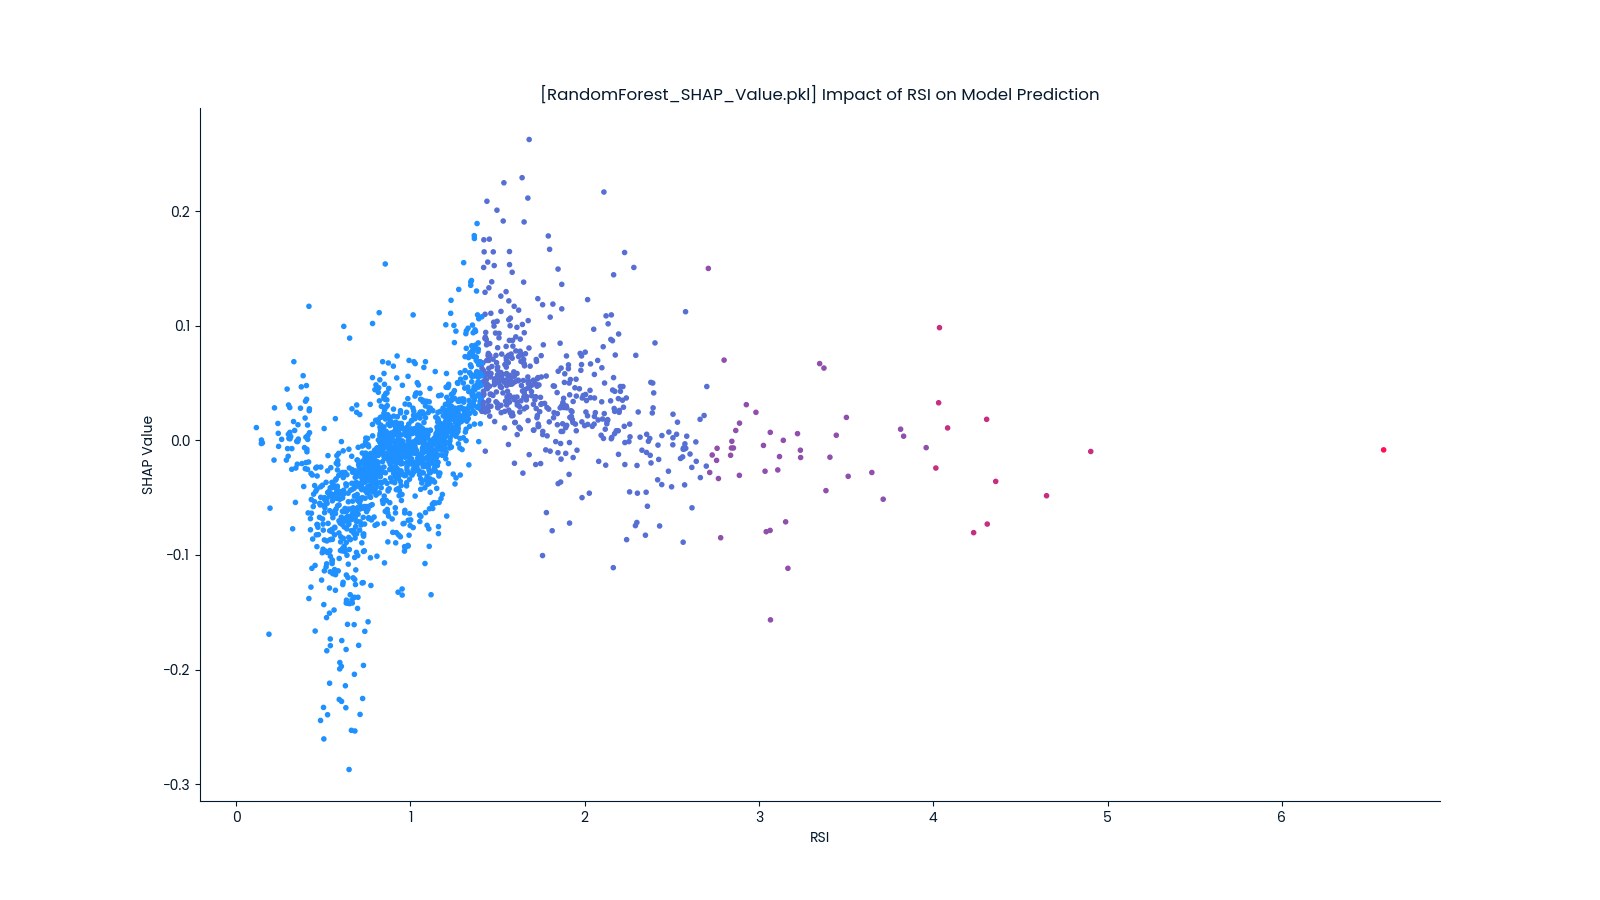 [RandomForest_SHAP_Value.pkl] Impact of RSI on Model Prediction
SHAP Value
0.2
0.1
0.0
−0.1
−0.2
−0.3
0 1 2 3 4 5 6
RSI